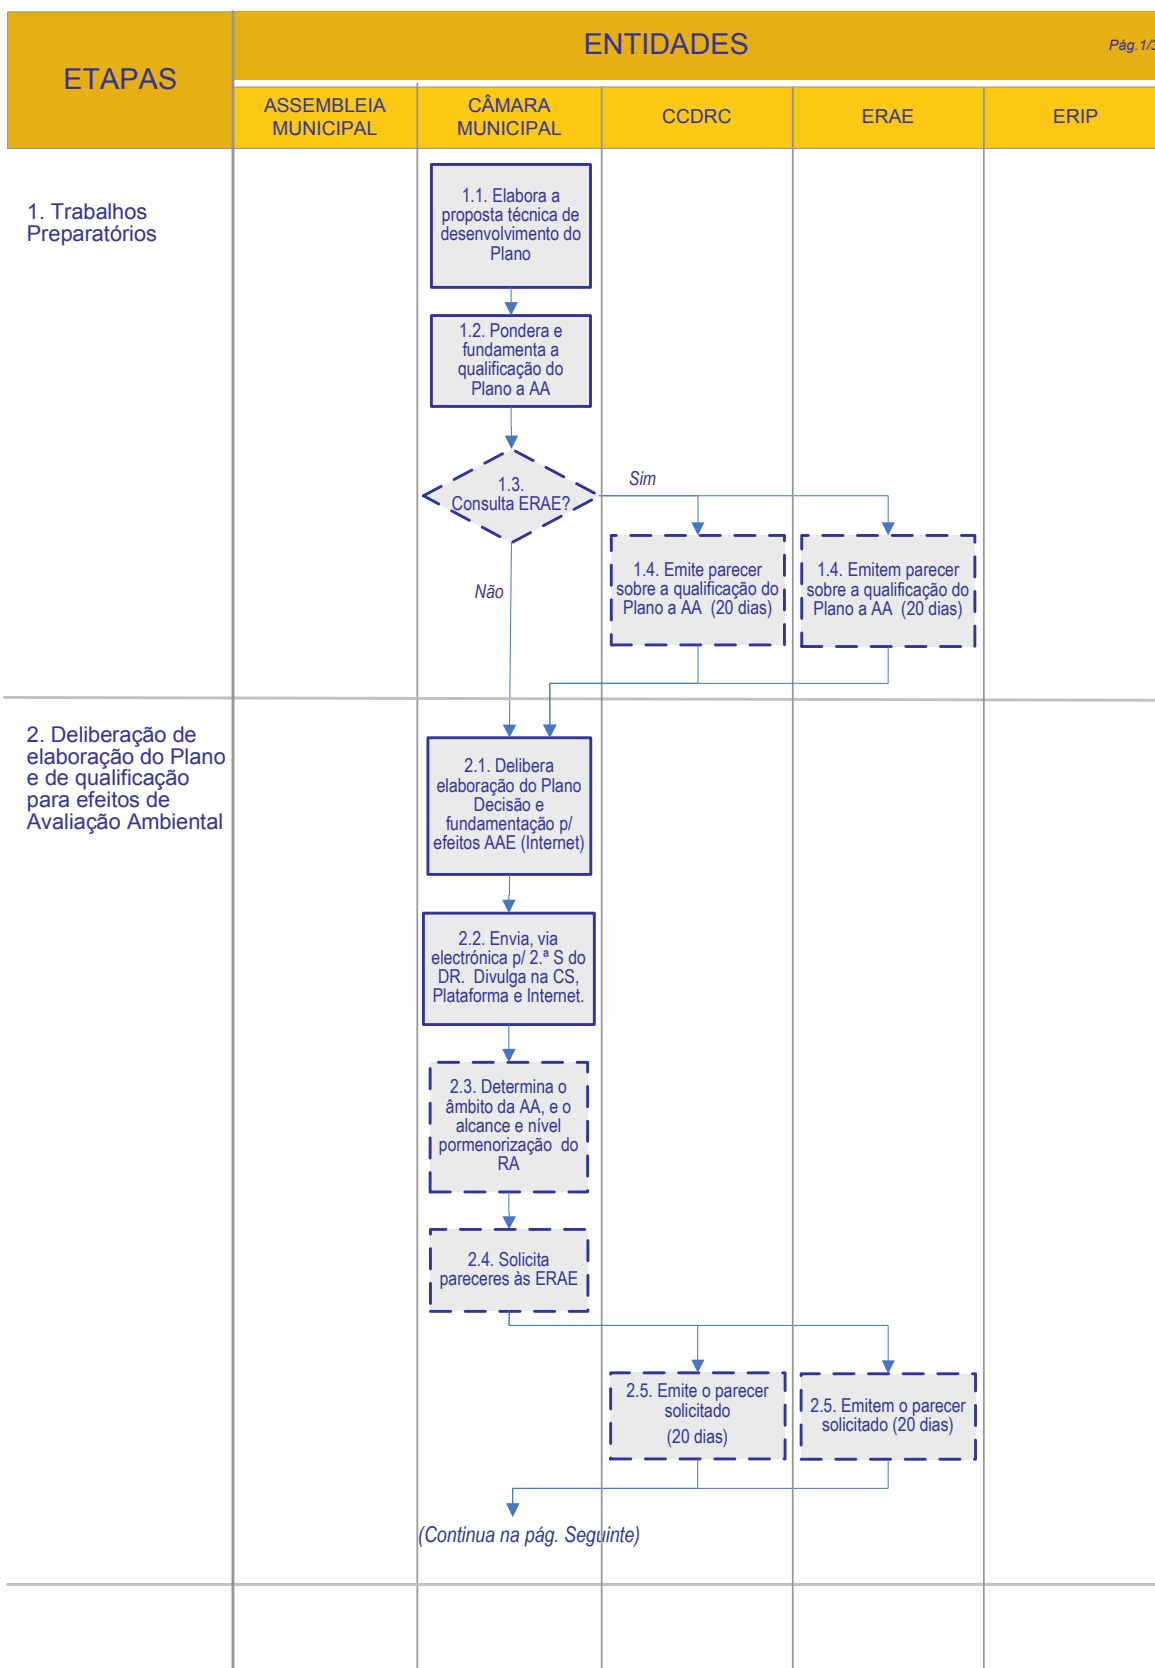 ETAPAS
ENTIDADES
Pág.1/3
ASSEMBLEIA
MUNICIPAL
CÂMARA
MUNICIPAL
CCDRC
ERAE
ERIP
1. Trabalhos
Preparatórios
1.1. Elabora a
proposta técnica de
desenvolvimento do
Plano
1.2. Pondera e
fundamenta a
qualificação do
Plano a AA
1.3.
Consulta ERAE?
Sim
Não
1.4. Emite parecer
sobre a qualificação do
Plano a AA (20 dias)
1.4. Emitem parecer
sobre a qualificação do
Plano a AA (20 dias)
2. Deliberação de
elaboração do Plano
e de qualificação
para efeitos de
Avaliação Ambiental
2.1. Delibera
elaboração do Plano
Decisão e
fundamentação p/
efeitos AAE (Internet)
2.2. Envia, via
electrónica p/ 2.ª S do
DR. Divulga na CS,
Plataforma e Internet.
2.3. Determina o
âmbito da AA, e o
alcance e nível
pormenorização do
RA
2.4. Solicita
pareceres às ERAE
2.5. Emite o parecer
solicitado
(20 dias)
2.5. Emitem o parecer
solicitado (20 dias)
(Continua na pág. Seguinte)